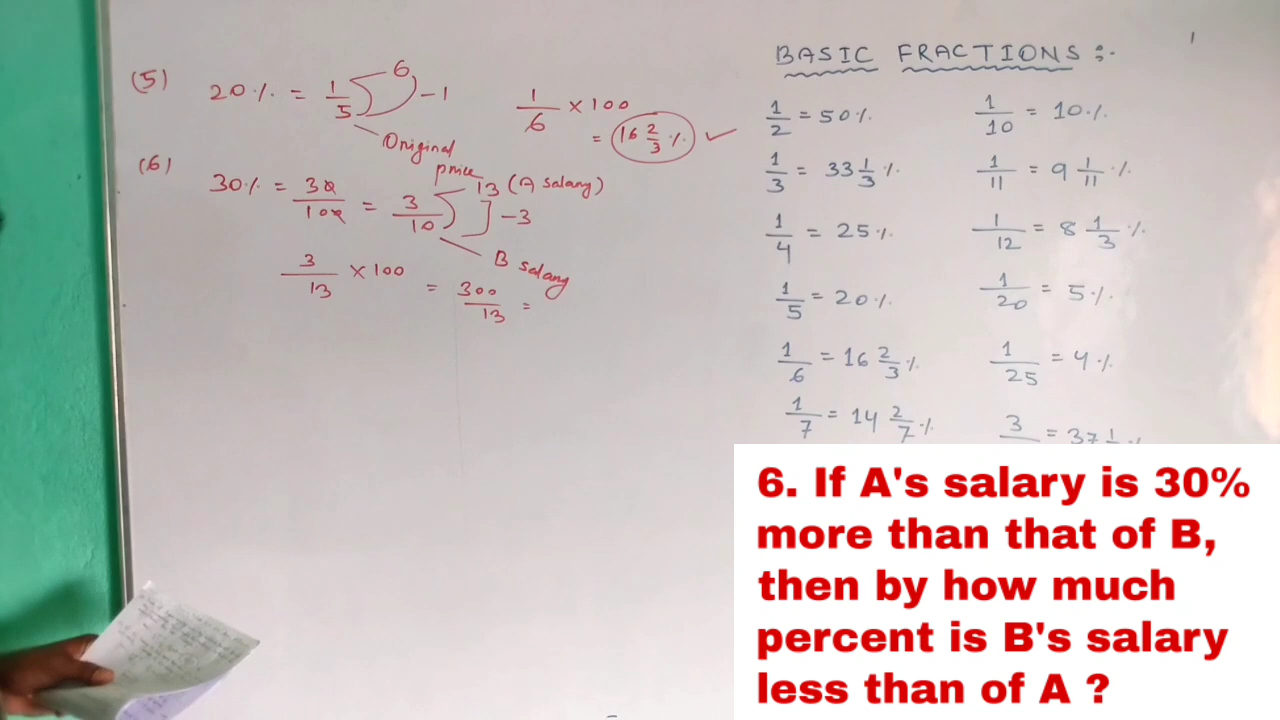 (5) 20% = 1/5 6 -1 1/6 × 100
= 16 2/3 %
Original price
(6) 30% = 30/100 = 3/10 13 (A salary) -3
B salary
3/13 × 100 = 300/13 =
BASIC FRACTIONS :-
1/2 = 50% 1/10 = 10%
1/3 = 33 1/3 % 1/11 = 9 1/11 %
1/4 = 25% 1/12 = 8 1/3 %
1/5 = 20% 1/20 = 5%
1/6 = 16 2/3 % 1/25 = 4%
1/7 = 14 2/7 % 3 = 37 1
6. If A's salary is 30%
more than that of B,
then by how much
percent is B's salary
less than of A ?